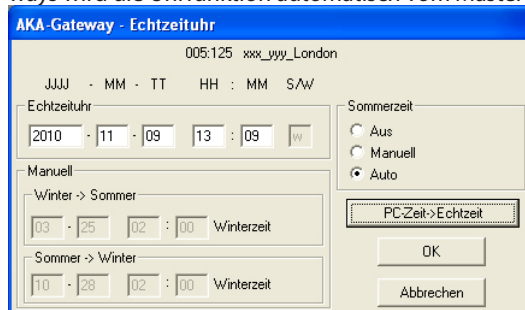 AKA-Gateway - Echtzeituhr
005:125 xxx_yyy_London
JJJJ - MM - TT HH : MM S/W
Echtzeituhr
2010 - 11 - 09 13 : 09 w
Sommerzeit
Aus
Manuell
Auto
Manuell
Winter -> Sommer
03 - 25 02 : 00 Winterzeit
Sommer -> Winter
10 - 28 02 : 00 Winterzeit
PC-Zeit->Echtzeit
OK
Abbrechen